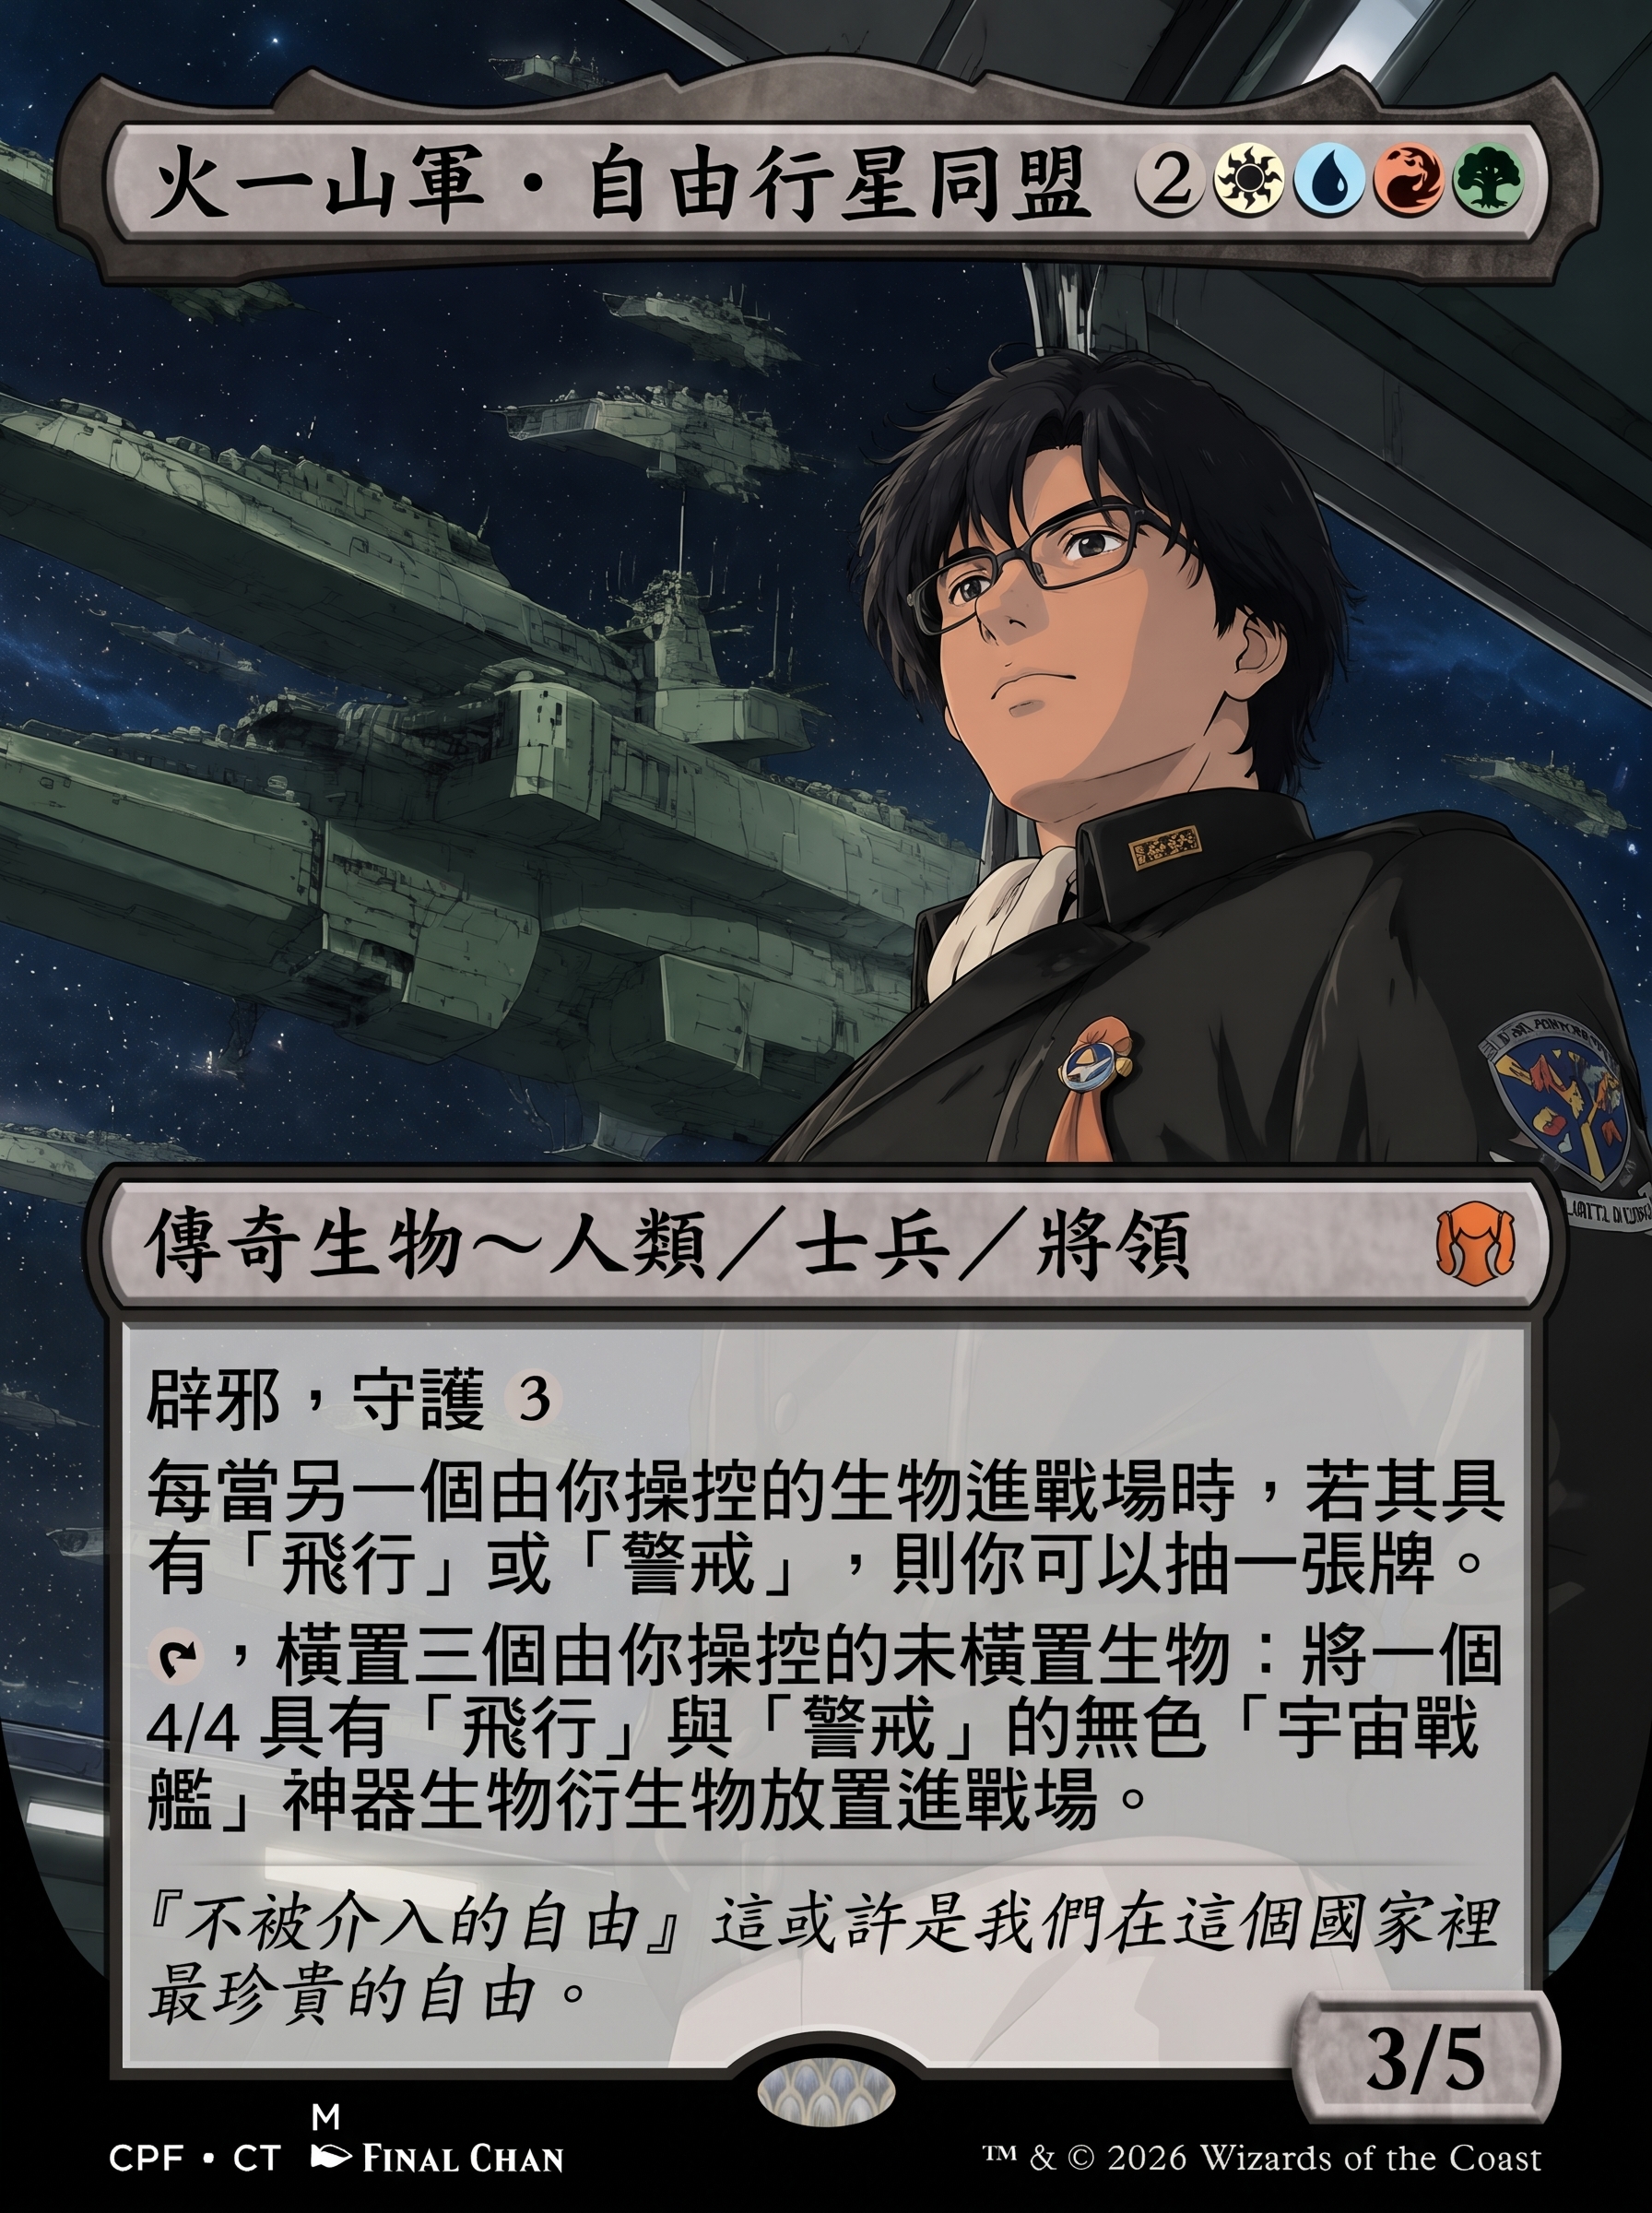 火一山軍・自由行星同盟 2
傳奇生物～人類／士兵／將領
辟邪，守護 3
每當另一個由你操控的生物進戰場時，若其具
有「飛行」或「警戒」，則你可以抽一張牌。
，橫置三個由你操控的未橫置生物：將一個
4/4 具有「飛行」與「警戒」的無色「宇宙戰
艦」神器生物衍生物放置進戰場。
『不被介入的自由』這或許是我們在這個國家裡
最珍貴的自由。
3/5
M
CPF • CT FINAL CHAN
™ & © 2026 Wizards of the Coast